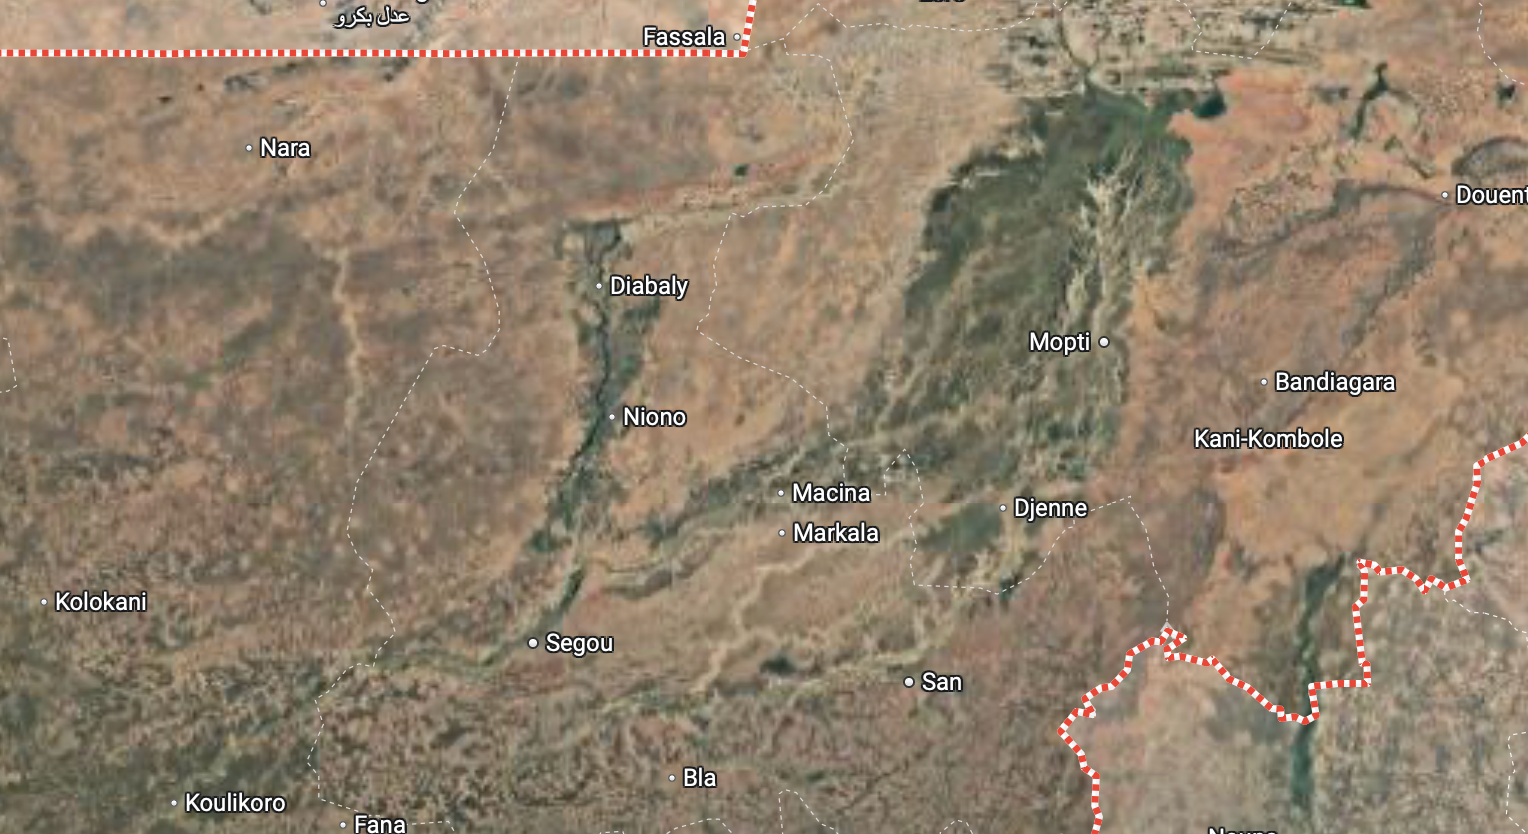 عدل بكرو
Fassala
Nara
Diabaly
Mopti
Bandiagara
Niono
Kani-Kombole
Macina
Djenne
Markala
Kolokani
Segou
San
Bla
Koulikoro
Fana
Douent